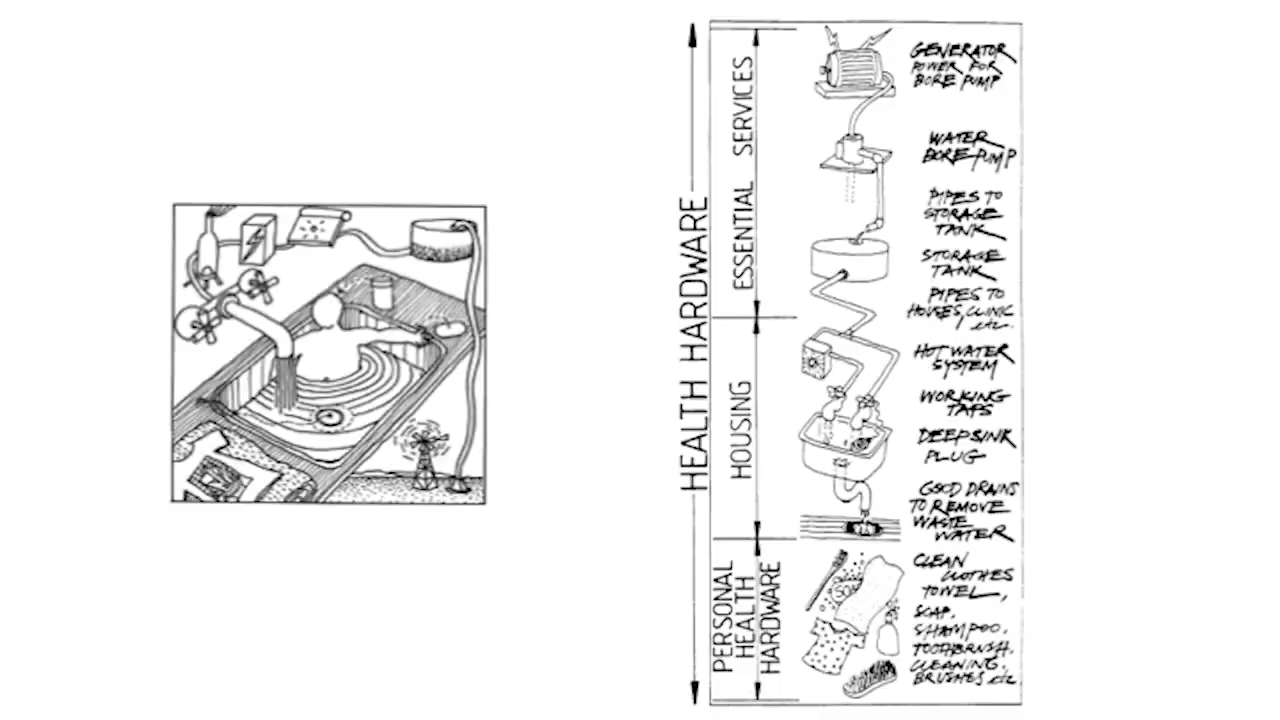 HEALTH HARDWARE
ESSENTIAL SERVICES
HOUSING
PERSONAL
HEALTH
HARDWARE
GENERATOR
POWER FOR
BORE PUMP
WATER
BORE PUMP
PIPES TO
STORAGE
TANK
STORAGE
TANK
PIPES TO
HOUSES, CLINIC
etc.
HOT WATER
SYSTEM
WORKING
TAPS
DEEP SINK
PLUG
GOOD DRAINS
TO REMOVE
WASTE
WATER
SOAP
CLEAN
CLOTHES
TOWEL,
SOAP,
SHAMPOO,
TOOTHBRUSH,
CLEANING,
BRUSHES etc.